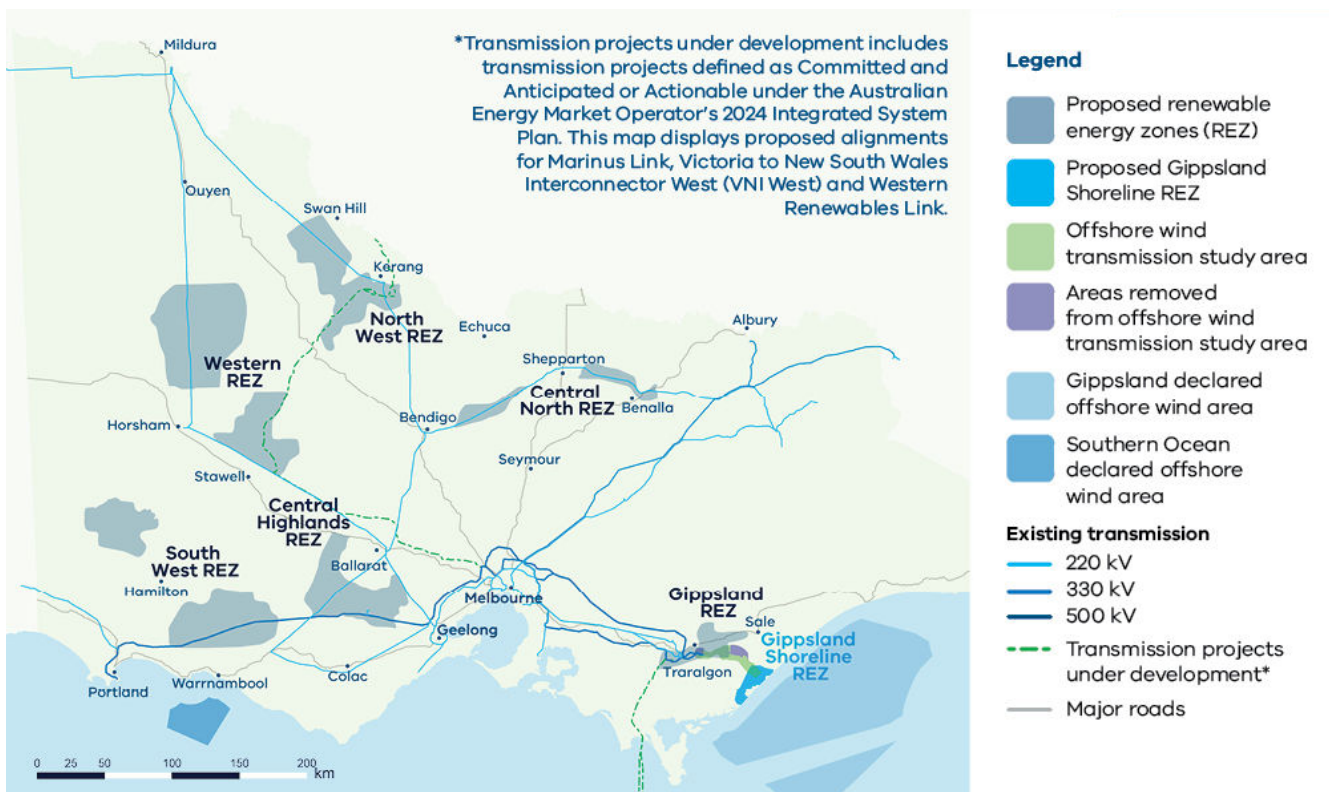 Mildura
*Transmission projects under development includes
transmission projects defined as Committed and
Anticipated or Actionable under the Australian
Energy Market Operator's 2024 Integrated System
Plan. This map displays proposed alignments
for Marinus Link, Victoria to New South Wales
Interconnector West (VNI West) and Western
Renewables Link.
Ouyen
Swan Hill
Kerang
North
West REZ
Echuca
Albury
Western
REZ
Shepparton
Central
North REZ
Benalla
Horsham
Bendigo
Stawell
Seymour
Central
Highlands
REZ
South
West REZ
Hamilton
Ballarat
Melbourne
Geelong
Gippsland
REZ
Sale
Gippsland
Shoreline
REZ
Traralgon
Portland
Warrnambool
Colac
0 25 50 100 150 200 km
Legend
Proposed renewable
energy zones (REZ)
Proposed Gippsland
Shoreline REZ
Offshore wind
transmission study area
Areas removed
from offshore wind
transmission study area
Gippsland declared
offshore wind area
Southern Ocean
declared offshore
wind area
Existing transmission
220 kV
330 kV
500 kV
Transmission projects
under development*
Major roads